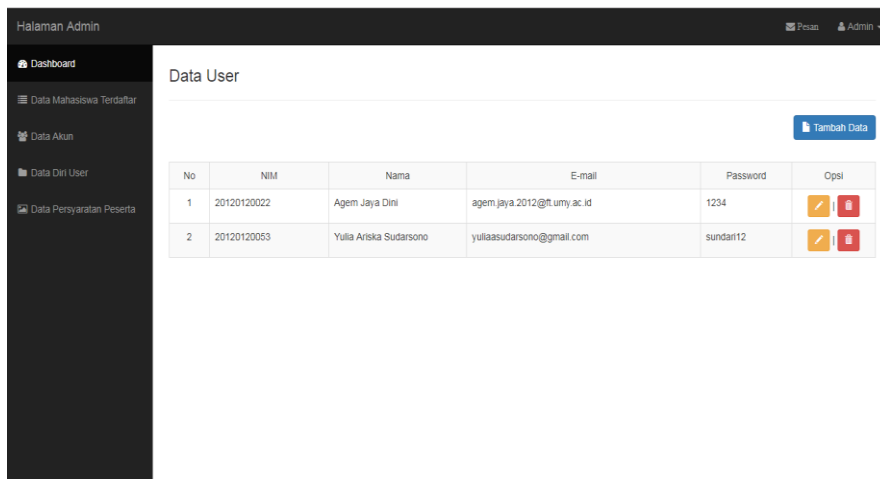 Halaman Admin
Pesan
Admin
Dashboard
Data Mahasiswa Terdaftar
Data Akun
Data Diri User
Data Persyaratan Peserta
Data User
Tambah Data
No NIM Nama E-mail Password Opsi
1 20120120022 Agem Jaya Dini agem.jaya.2012@ft.umy.ac.id 1234 |
2 20120120053 Yulia Ariska Sudarsono yuliaasudarsono@gmail.com sundari12 |